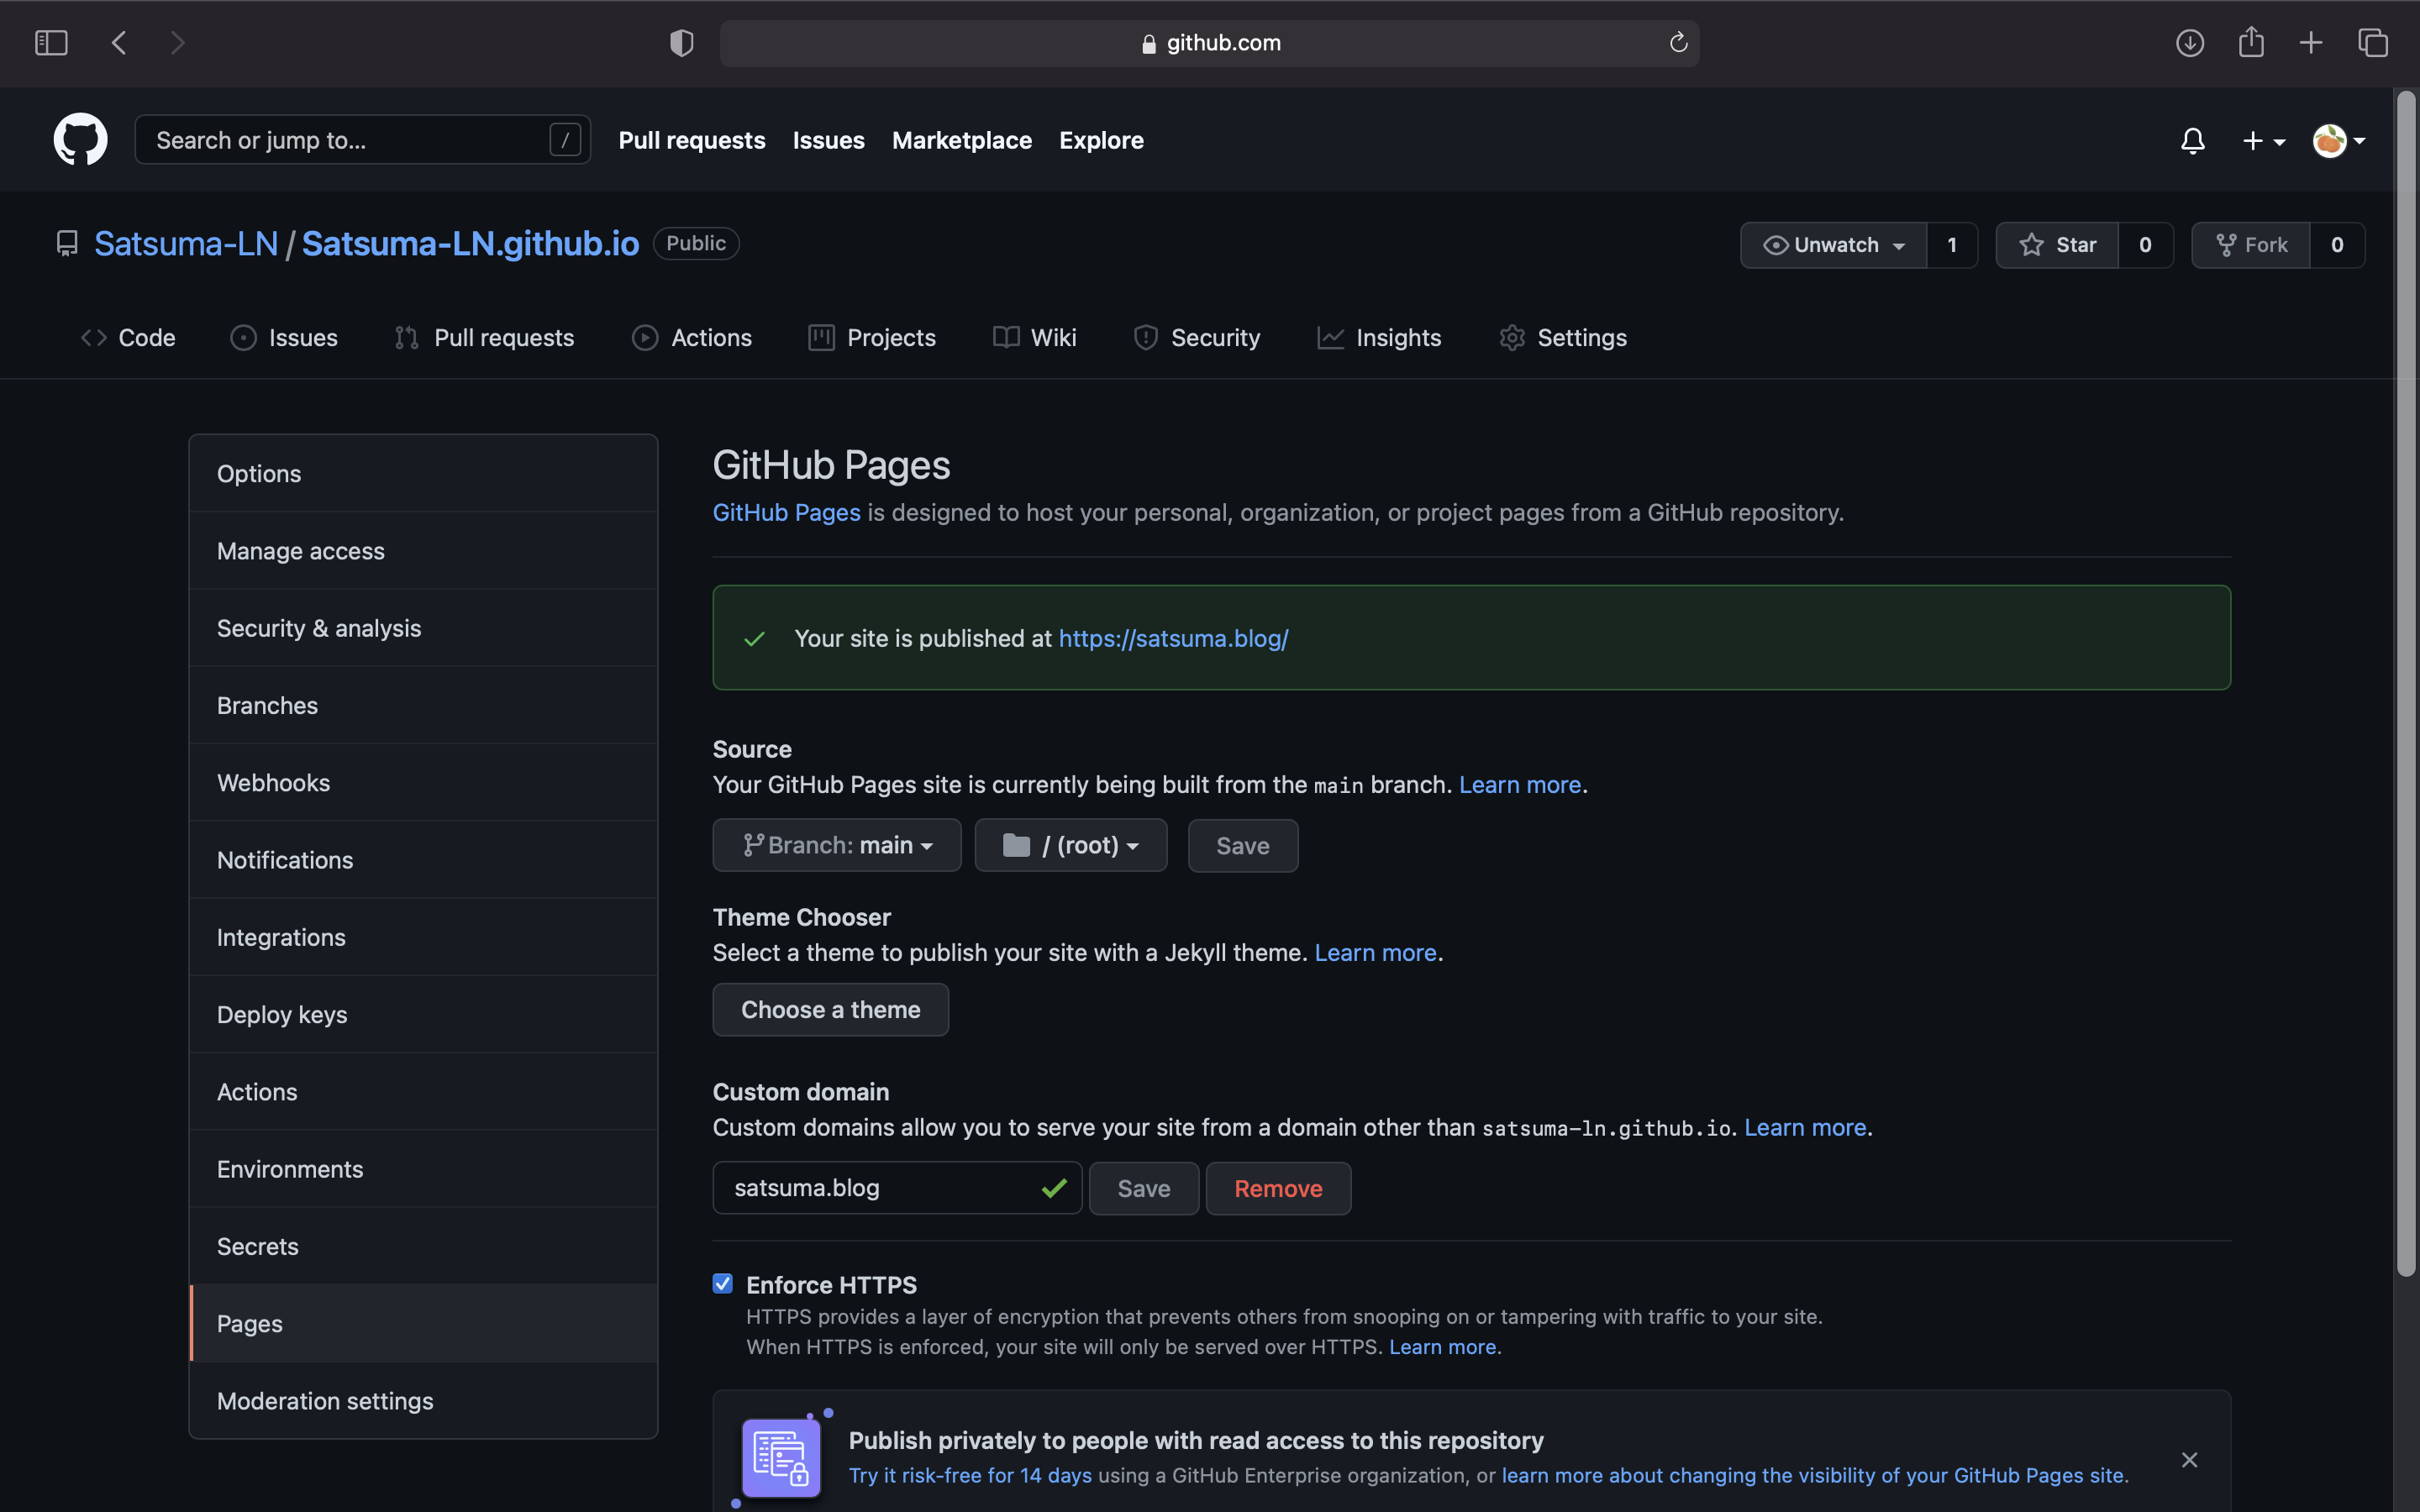 github.com
Search or jump to... /
Pull requests Issues Marketplace Explore
Satsuma-LN / Satsuma-LN.github.io Public
Unwatch 1 Star 0 Fork 0
Code Issues Pull requests Actions Projects Wiki Security Insights Settings
Options
Manage access
Security & analysis
Branches
Webhooks
Notifications
Integrations
Deploy keys
Actions
Environments
Secrets
Pages
Moderation settings
GitHub Pages
GitHub Pages is designed to host your personal, organization, or project pages from a GitHub repository.
Your site is published at https://satsuma.blog/
Source
Your GitHub Pages site is currently being built from the main branch. Learn more.
Branch: main / (root) Save
Theme Chooser
Select a theme to publish your site with a Jekyll theme. Learn more.
Choose a theme
Custom domain
Custom domains allow you to serve your site from a domain other than satsuma-ln.github.io. Learn more.
satsuma.blog Save Remove
Enforce HTTPS
HTTPS provides a layer of encryption that prevents others from snooping on or tampering with traffic to your site.
When HTTPS is enforced, your site will only be served over HTTPS. Learn more.
Publish privately to people with read access to this repository
Try it risk-free for 14 days using a GitHub Enterprise organization, or learn more about changing the visibility of your GitHub Pages site.